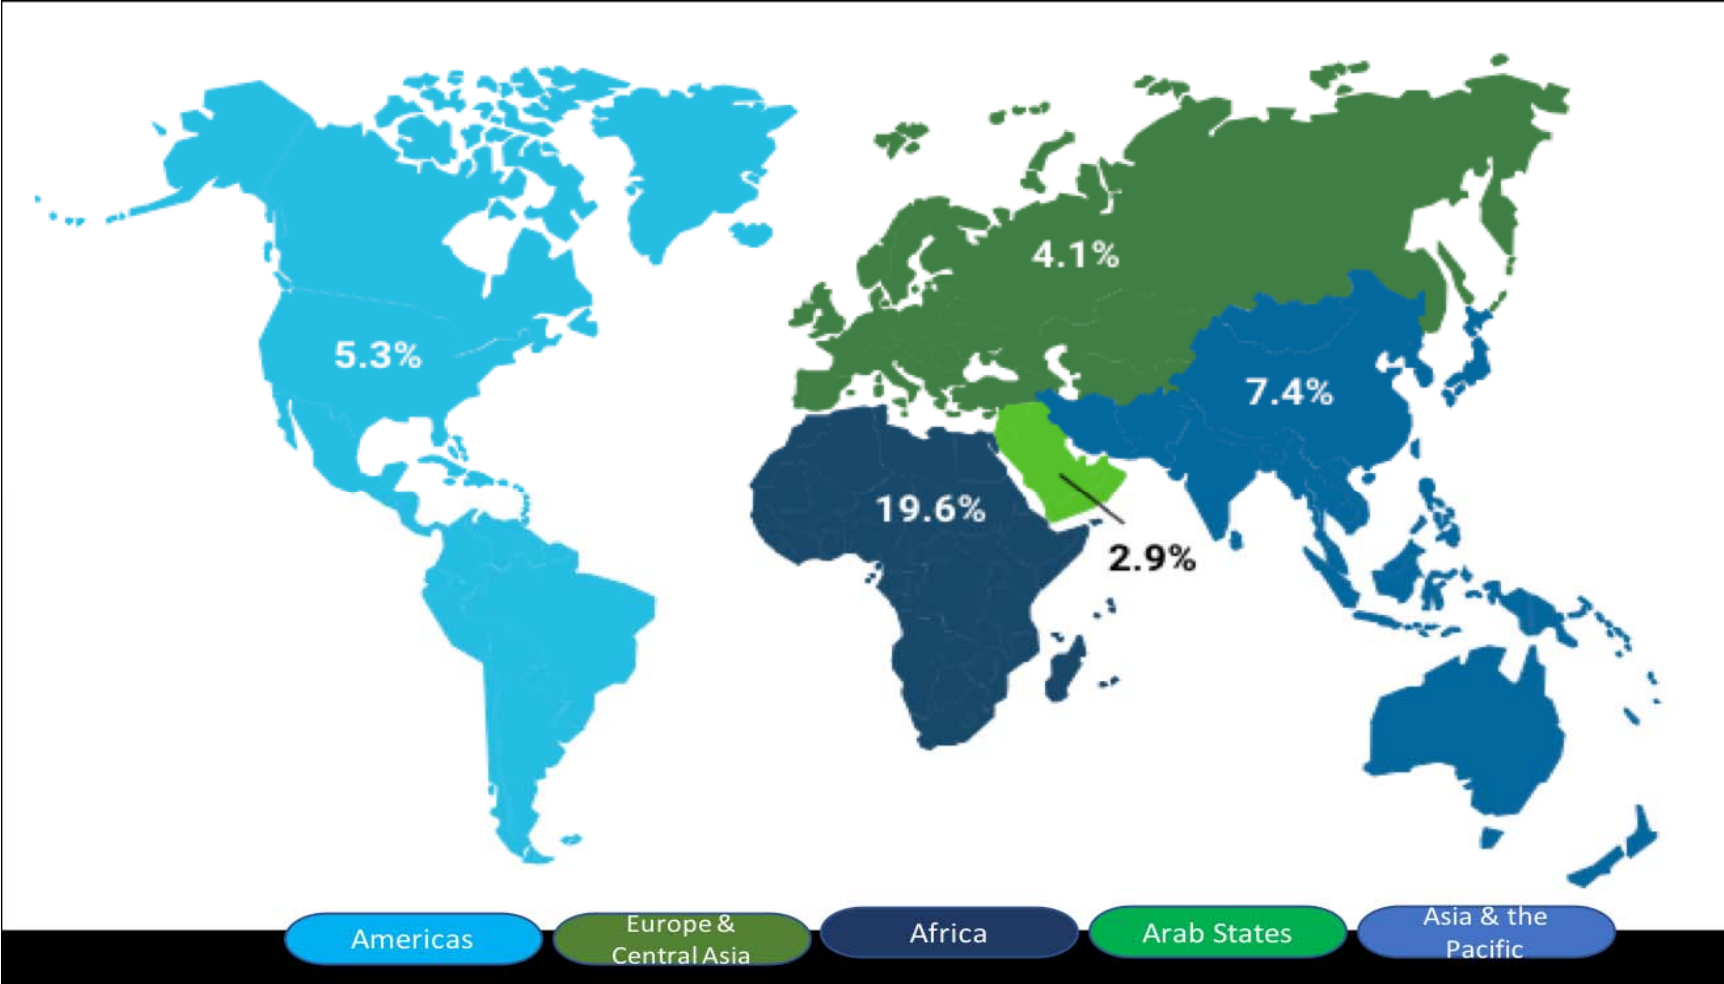 4.1%
5.3%
7.4%
19.6%
2.9%
Americas
Europe &
Central Asia
Africa
Arab States
Asia & the
Pacific